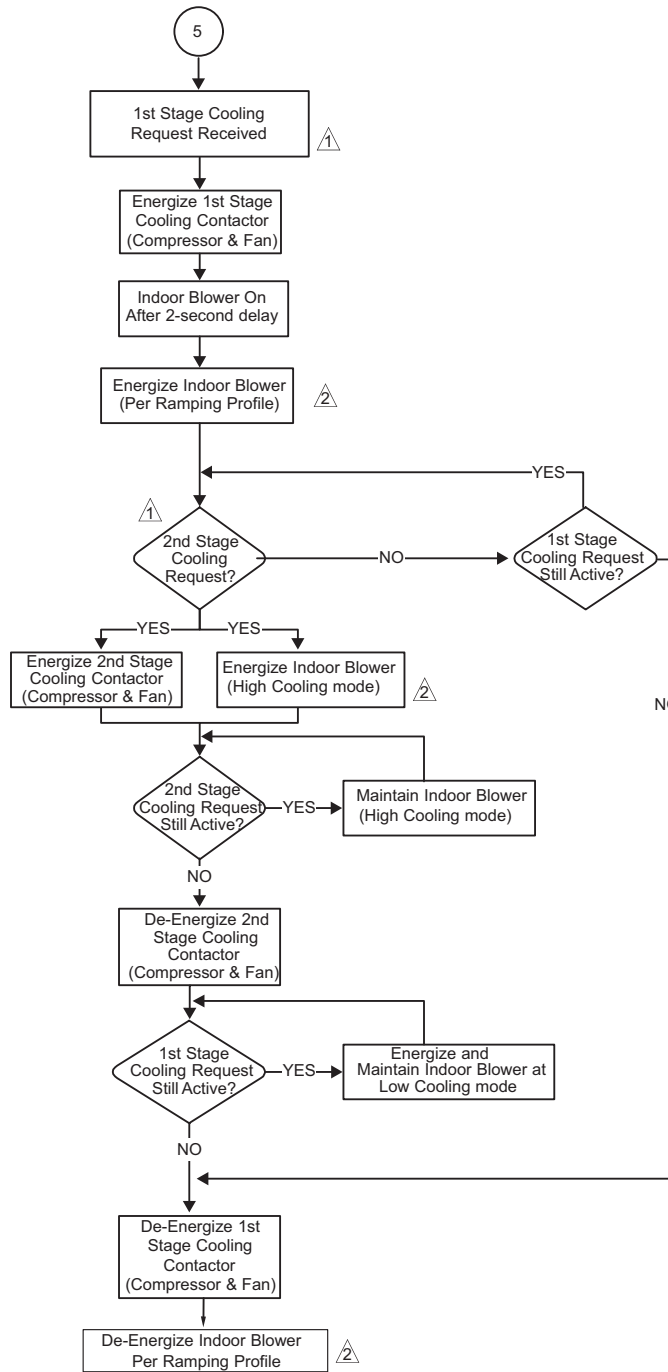 5
1st Stage Cooling
Request Received
1
Energize 1st Stage
Cooling Contactor
(Compressor & Fan)
Indoor Blower On
After 2-second delay
Energize Indoor Blower
(Per Ramping Profile)
2
YES
1
2nd Stage
Cooling
Request?
NO
1st Stage
Cooling Request
Still Active?
YES
YES
Energize 2nd Stage
Cooling Contactor
(Compressor & Fan)
Energize Indoor Blower
(High Cooling mode)
2
2nd Stage
Cooling Request
Still Active?
YES
Maintain Indoor Blower
(High Cooling mode)
NO
De-Energize 2nd
Stage Cooling
Contactor
(Compressor & Fan)
1st Stage
Cooling Request
Still Active?
YES
Energize and
Maintain Indoor Blower at
Low Cooling mode
NO
De-Energize 1st
Stage Cooling
Contactor
(Compressor & Fan)
De-Energize Indoor Blower
Per Ramping Profile
2